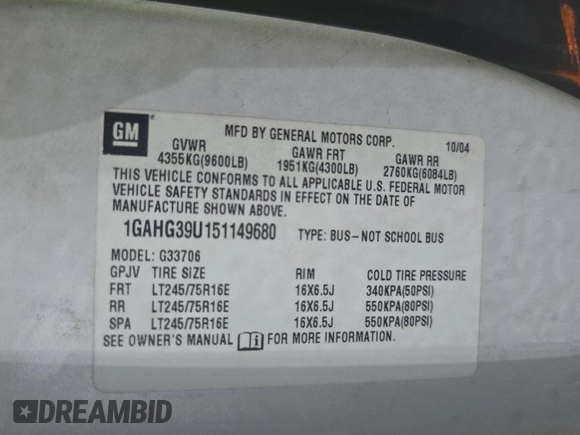 GM
MFD BY GENERAL MOTORS CORP. 10/04
GVWR GAWR FRT GAWR RR
4355KG(9600LB) 1951KG(4300LB) 2760KG(6084LB)
THIS VEHICLE CONFORMS TO ALL APPLICABLE U.S. FEDERAL MOTOR
VEHICLE SAFETY STANDARDS IN EFFECT ON THE DATE OF
MANUFACTURE SHOWN ABOVE.
1GAHG39U151149680 TYPE: BUS-NOT SCHOOL BUS
MODEL: G33706
GPJV TIRE SIZE RIM COLD TIRE PRESSURE
FRT LT245/75R16E 16X6.5J 340KPA(50PSI)
RR LT245/75R16E 16X6.5J 550KPA(80PSI)
SPA LT245/75R16E 16X6.5J 550KPA(80PSI)
SEE OWNER'S MANUAL i FOR MORE INFORMATION.
DREAMBID